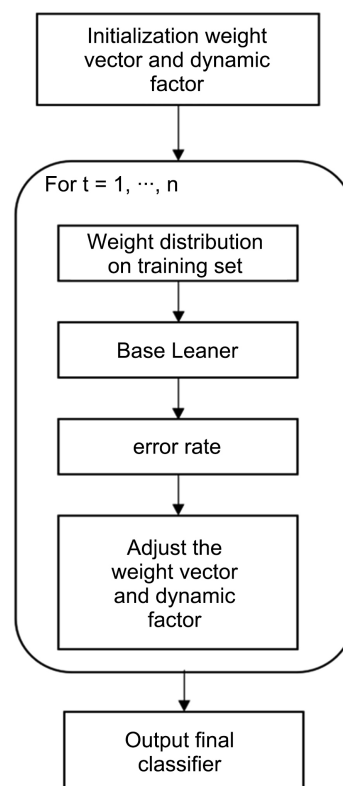 Initialization weight
vector and dynamic
factor
For t = 1, ···, n
Weight distribution
on training set
Base Leaner
error rate
Adjust the
weight vector
and dynamic
factor
Output final
classifier